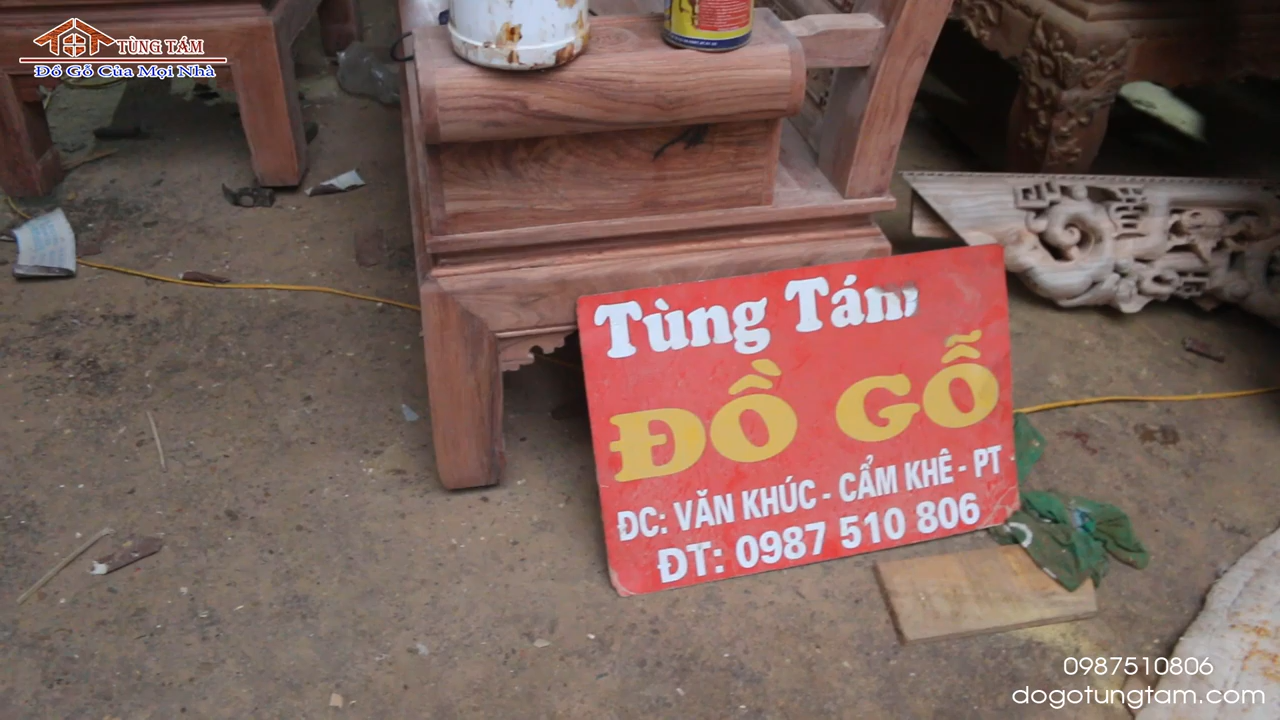 TÙNG TÁM
Đồ Gỗ Của Mọi Nhà
Tùng Tám
ĐỒ GỖ
ĐC: VĂN KHÚC - CẨM KHÊ - PT
ĐT: 0987 510 806
0987510806
dogotungtam.com